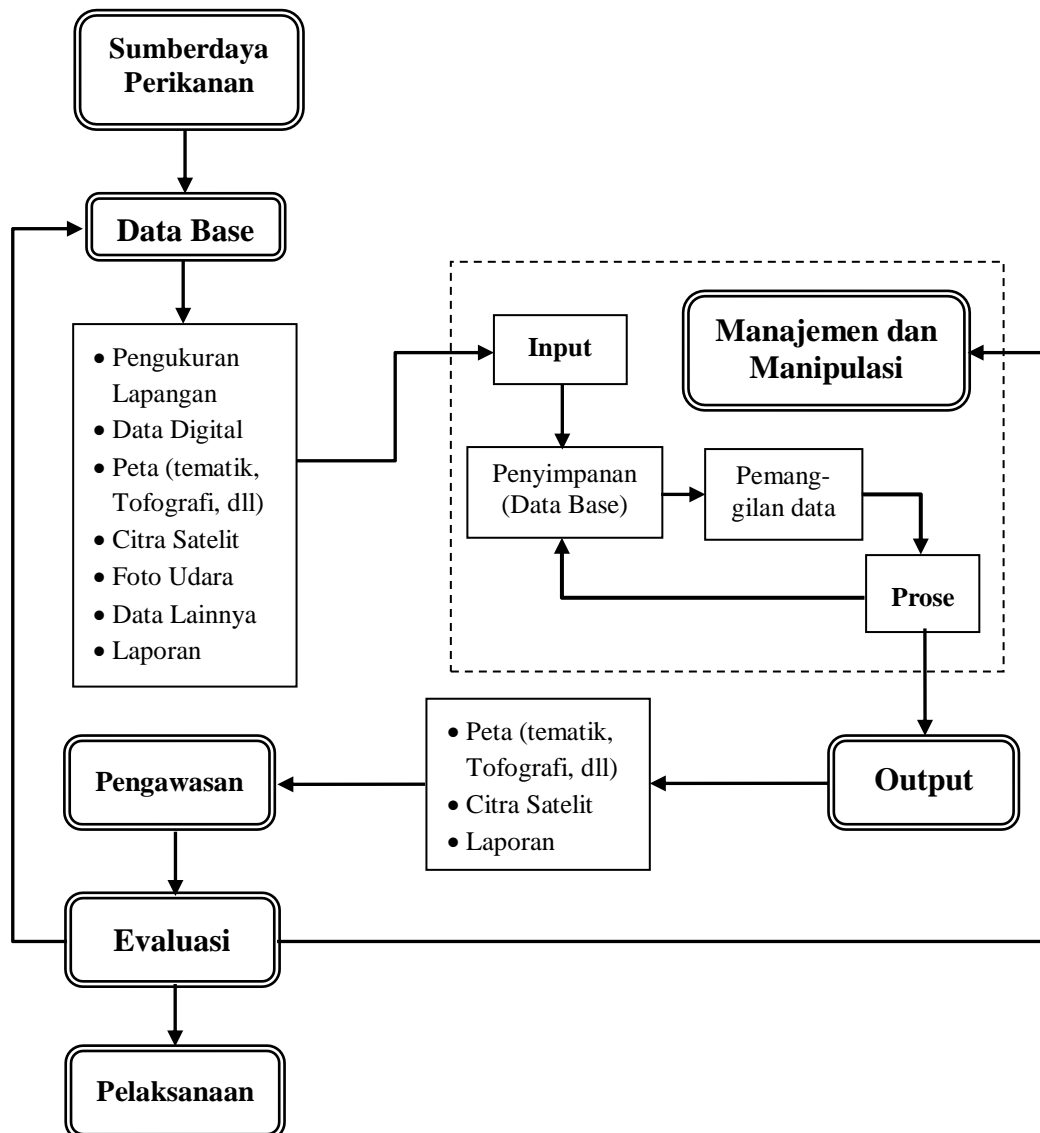 Sumberdaya
Perikanan
Data Base
• Pengukuran
Lapangan
• Data Digital
• Peta (tematik,
Tofografi, dll)
• Citra Satelit
• Foto Udara
• Data Lainnya
• Laporan
Input
Manajemen dan
Manipulasi
Penyimpanan
(Data Base)
Pemang-
gilan data
Prose
Output
• Peta (tematik,
Tofografi, dll)
• Citra Satelit
• Laporan
Pengawasan
Evaluasi
Pelaksanaan